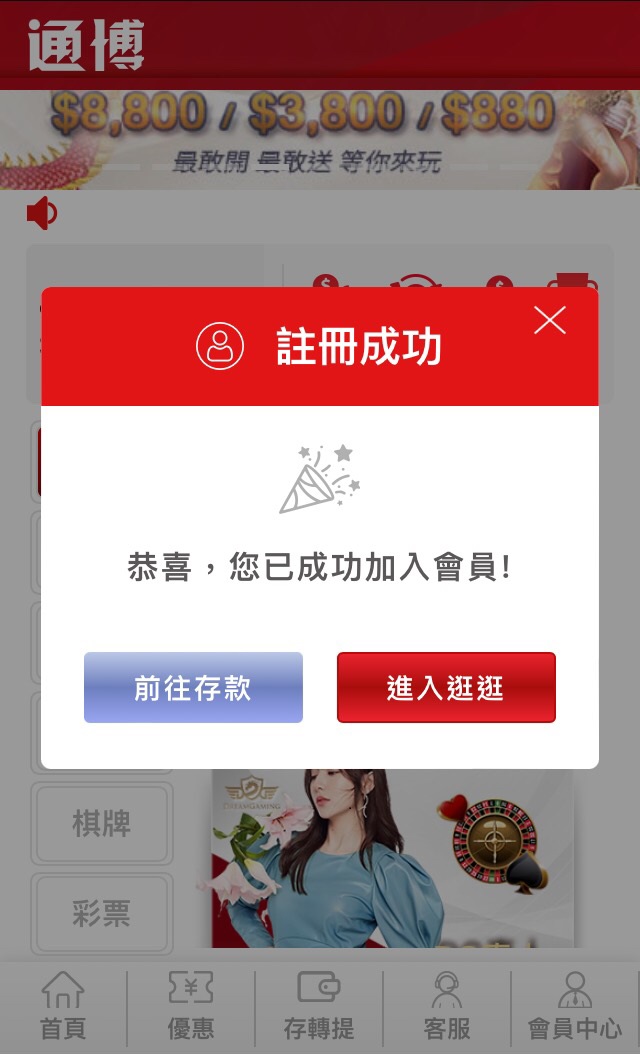 通博
$8,800 / $3,800 / $880
最敢開 最敢送 等你來玩
註冊成功
恭喜，您已成功加入會員!
前往存款
進入逛逛
DREAMGAMING
棋牌
彩票
首頁
優惠
存轉提
客服
會員中心